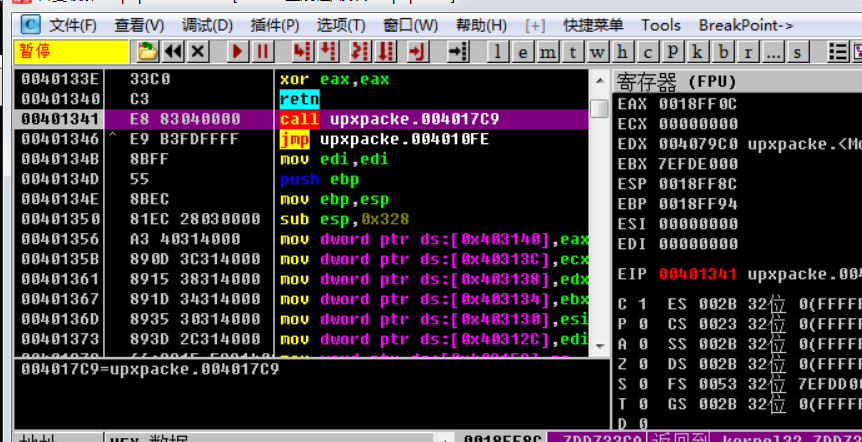 文件(F) 查看(V) 调试(D) 插件(P) 选项(T) 窗口(W) 帮助(H) [+] 快捷菜单 Tools BreakPoint->
暂停 l e m t w h c p k b r ... s
0040133E 33C0 xor eax,eax
00401340 C3 retn
00401341 E8 83040000 call upxpacke.004017C9
00401346 ^ E9 B3FDFFFF jmp upxpacke.004010FE
0040134B 8BFF mov edi,edi
0040134D 55 push ebp
0040134E 8BEC mov ebp,esp
00401350 81EC 28030000 sub esp,0x328
00401356 A3 40314000 mov dword ptr ds:[0x403140],eax
0040135B 890D 3C314000 mov dword ptr ds:[0x40313C],ecx
00401361 8915 38314000 mov dword ptr ds:[0x403138],edx
00401367 891D 34314000 mov dword ptr ds:[0x403134],ebx
0040136D 8935 30314000 mov dword ptr ds:[0x403130],esi
00401373 893D 2C314000 mov dword ptr ds:[0x40312C],edi
004017C9=upxpacke.004017C9
寄存器 (FPU)
EAX 0018FF0C
ECX 00000000
EDX 004079C0 upxpacke.<Mo
EBX 7EFDE000
ESP 0018FF8C
EBP 0018FF94
ESI 00000000
EDI 00000000
EIP 00401341 upxpacke.004
C 1 ES 002B 32位 0(FFFFF
P 0 CS 0023 32位 0(FFFFF
A 0 SS 002B 32位 0(FFFFF
Z 0 DS 002B 32位 0(FFFFF
S 0 FS 0053 32位 7EFDD00
T 0 GS 002B 32位 0(FFFFF
D 0
地址 HEX 数据
0018FF8C 7DD733CA 返回到 kernel32.7DD733CA